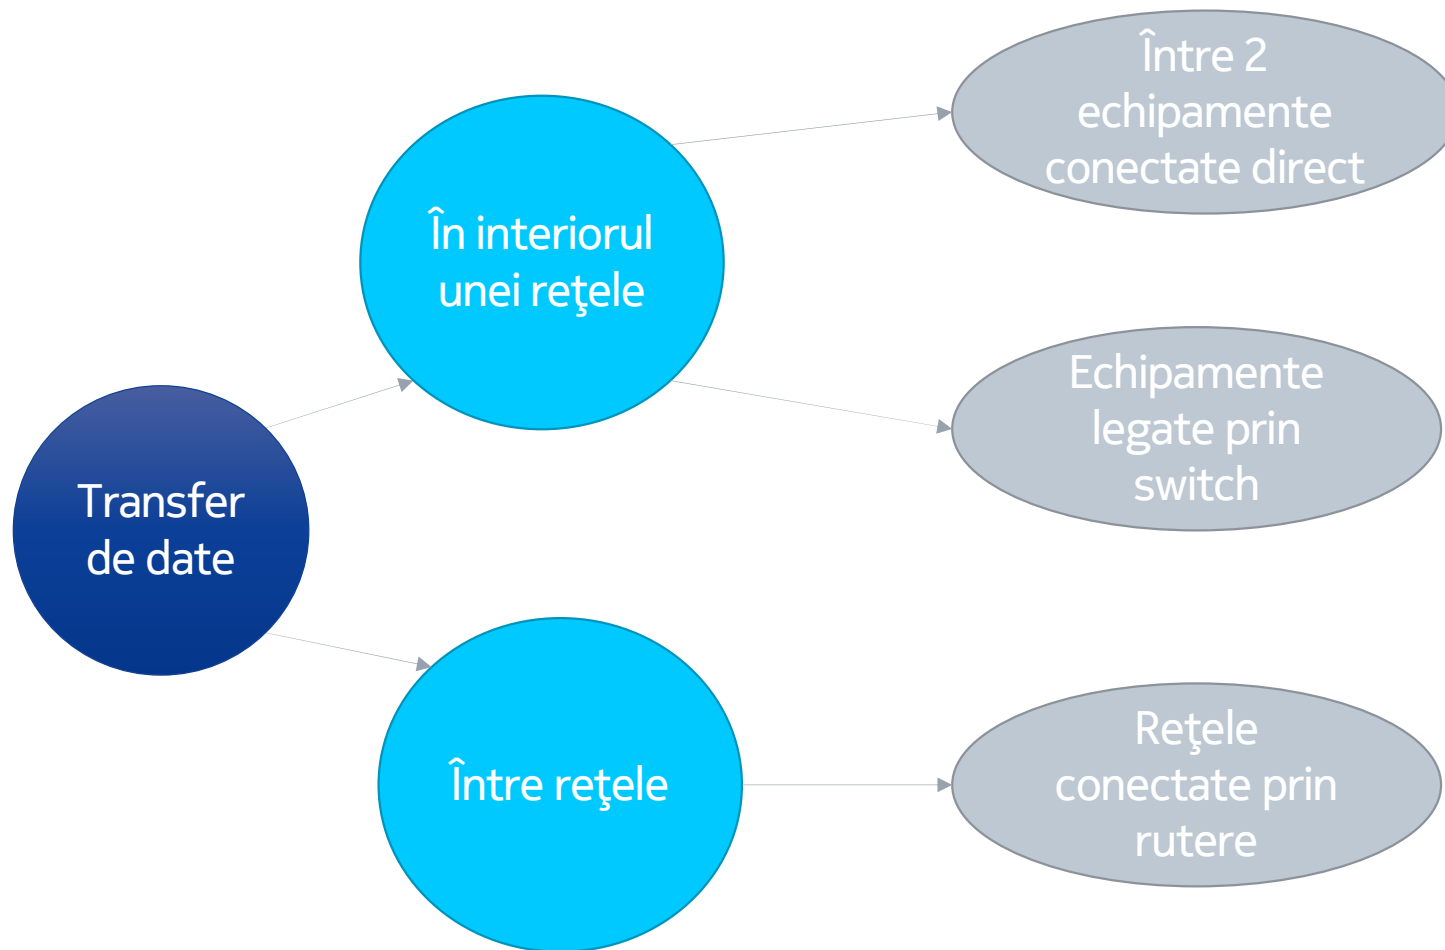 Transfer
de date
În interiorul
unei reţele
Între reţele
Între 2
echipamente
conectate direct
Echipamente
legate prin
switch
Reţele
conectate prin
rutere